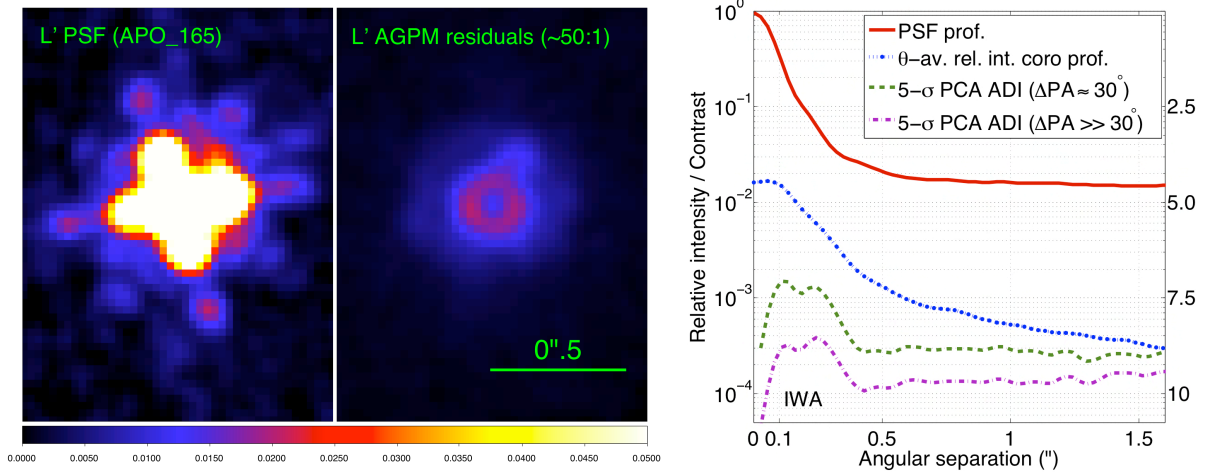 L' PSF (APO_165)
L' AGPM residuals (~50:1)
0".5
0.0000 0.0050 0.0100 0.0150 0.0200 0.0250 0.0300 0.0350 0.0400 0.0450 0.0500
PSF prof.
θ-av. rel. int. coro prof.
5-σ PCA ADI (ΔPA ≈ 30°)
5-σ PCA ADI (ΔPA >> 30°)
Relative intensity / Contrast
10⁰
10⁻¹
10⁻²
10⁻³
10⁻⁴
2.5
5.0
7.5
10
IWA
0 0.1 0.5 1 1.5
Angular separation (")